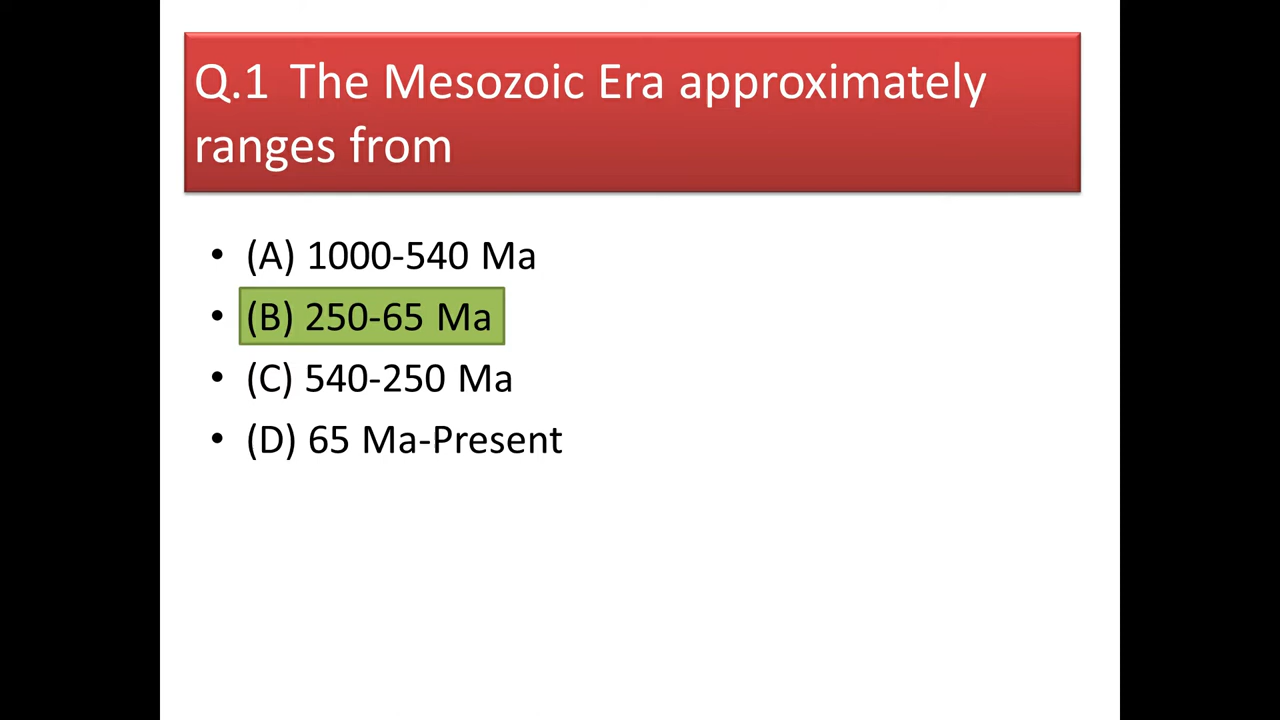 Q.1 The Mesozoic Era approximately
ranges from
• (A) 1000-540 Ma
• (B) 250-65 Ma
• (C) 540-250 Ma
• (D) 65 Ma-Present